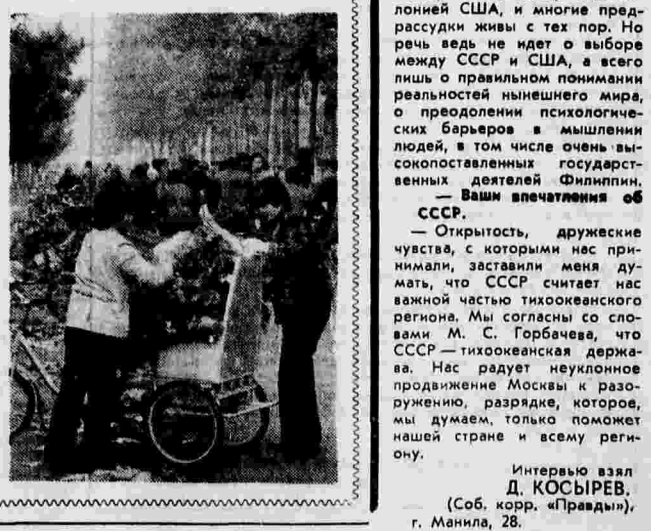 лонией США, и многие пред-
рассудки живы с тех пор. Но
речь ведь не идет о выборе
между СССР и США, а всего
лишь о правильном понимании
реальностей нынешнего мира,
о преодолении психологиче-
ских барьеров в мышлении
людей, в том числе очень вы-
сокопоставленных государст-
венных деятелей Филиппин.
— Ваши впечатления об
СССР.
— Открытость, дружеские
чувства, с которыми нас при-
нимали, заставили меня ду-
мать, что СССР считает нас
важной частью тихоокеанского
региона. Мы согласны со сло-
вами М. С. Горбачева, что
СССР — тихоокеанская держа-
ва. Нас радует неуклонное
продвижение Москвы к разо-
ружению, разрядке, которое,
мы думаем, только поможет
нашей стране и всему реги-
ону.
Интервью взял
Д. КОСЫРЕВ.
(Соб. корр. «Правды»),
г. Манила, 28.